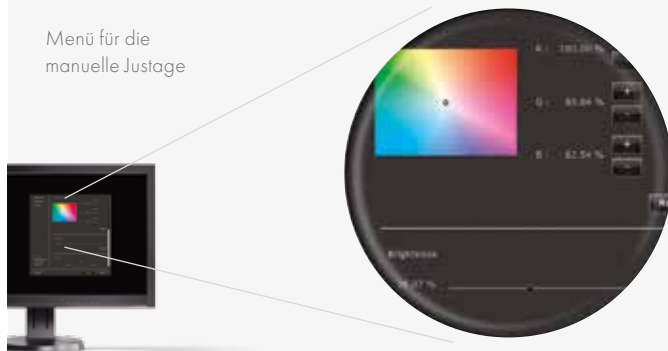 Menü für die
manuelle Justage
R : 100.00 %
G : 85.84 %
B : 62.54 %
Brightness